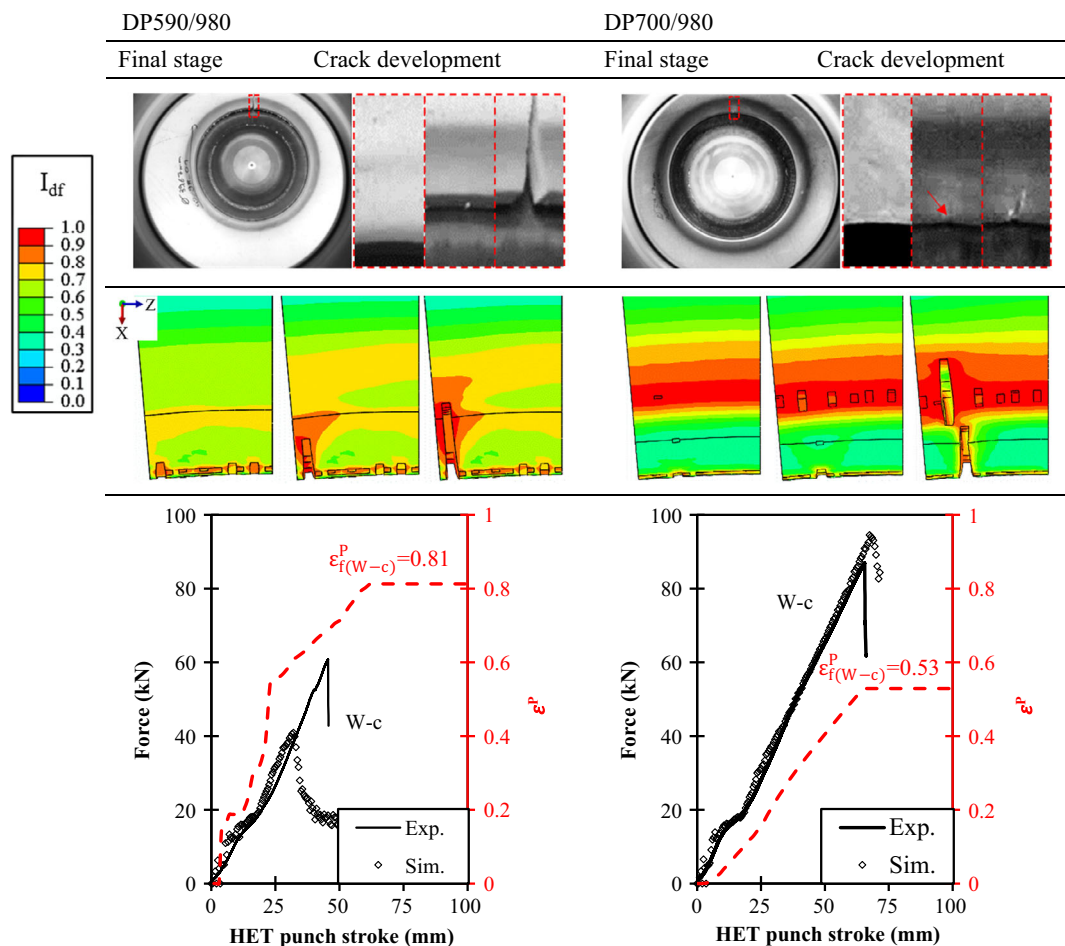 DP590/980 DP700/980
Final stage Crack development Final stage Crack development
I_df
1.0
0.9
0.8
0.7
0.6
0.5
0.4
0.3
0.2
0.1
0.0
Z
X
100
80
60
40
20
0
Force (kN)
0 25 50 75 100
HET punch stroke (mm)
1
0.8
0.6
0.4
0.2
0
ε^P
ε^P_f(W−c)=0.81
W-c
Exp.
Sim.
100
80
60
40
20
0
Force (kN)
0 25 50 75 100
HET punch stroke (mm)
1
0.8
0.6
0.4
0.2
0
ε^P
W-c
ε^P_f(W−c)=0.53
Exp.
Sim.